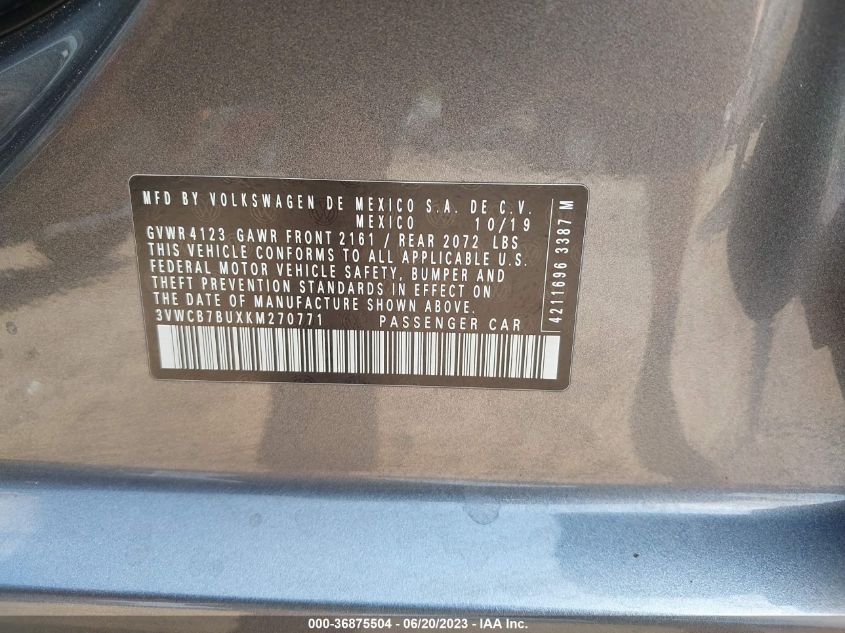 MFD BY VOLKSWAGEN DE MEXICO S.A. DE C.V.
MEXICO 10/19
GVWR 4123 GAWR FRONT 2161 / REAR 2072 LBS
THIS VEHICLE CONFORMS TO ALL APPLICABLE U.S.
FEDERAL MOTOR VEHICLE SAFETY, BUMPER AND
THEFT PREVENTION STANDARDS IN EFFECT ON
THE DATE OF MANUFACTURE SHOWN ABOVE.
3VWCB7BUXKM270771 PASSENGER CAR
4211696 3387 M
000-36875504 - 06/20/2023 - © IAA Inc.